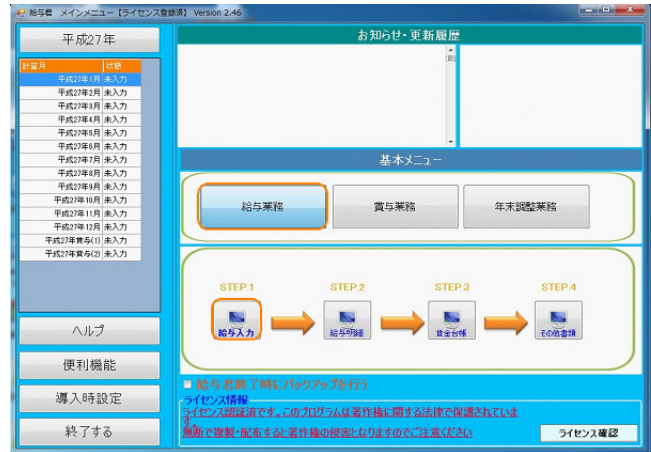 給与君 メインメニュー【ライセンス登録済】 Version 2.46
平成27年
計算月 状態
平成27年1月 未入力
平成27年2月 未入力
平成27年3月 未入力
平成27年4月 未入力
平成27年5月 未入力
平成27年6月 未入力
平成27年7月 未入力
平成27年8月 未入力
平成27年9月 未入力
平成27年10月 未入力
平成27年11月 未入力
平成27年12月 未入力
平成27年賞与(1) 未入力
平成27年賞与(2) 未入力
ヘルプ
便利機能
導入時設定
終了する
お知らせ・更新履歴
基本メニュー
給与業務 賞与業務 年末調整業務
STEP.1 STEP.2 STEP.3 STEP.4
給与入力 給与明細 賃金台帳 その他書類
給与君終了時にバックアップを行う
ライセンス情報
ライセンス認証済です。このプログラムは著作権に関する法律で保護されていま
す。
無断で複製・配布すると著作権の侵害となりますのでご注意ください
ライセンス確認